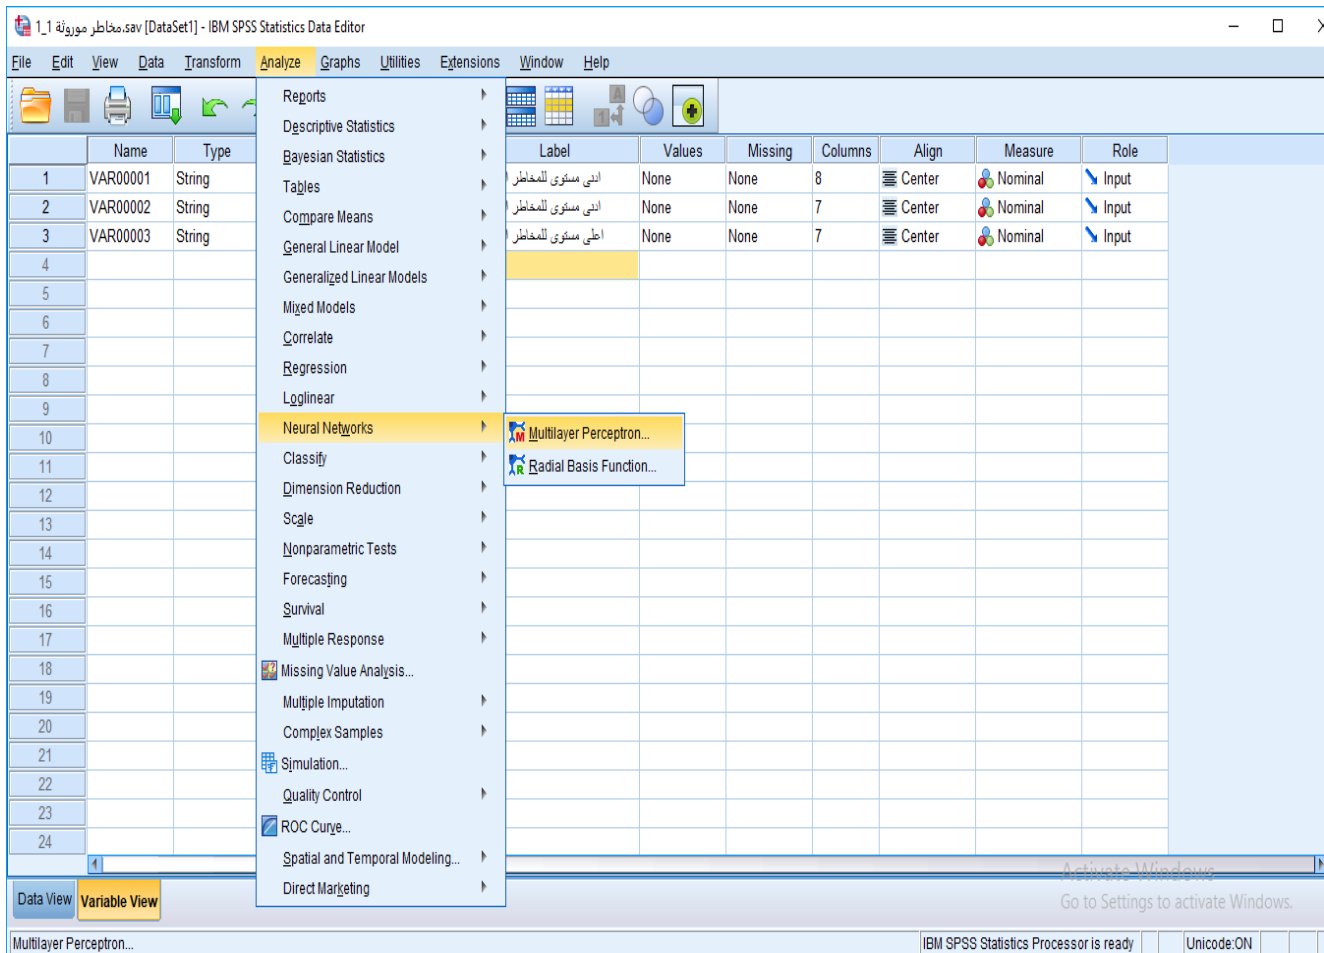 مخاطر موروثة 1_1.sav [DataSet1] - IBM SPSS Statistics Data Editor
File Edit View Data Transform Analyze Graphs Utilities Extensions Window Help
Name Type Label Values Missing Columns Align Measure Role
1 VAR00001 String ادنى مستوى للمخاطر None None 8 Center Nominal Input
2 VAR00002 String ادنى مستوى للمخاطر None None 7 Center Nominal Input
3 VAR00003 String اعلى مستوى للمخاطر None None 7 Center Nominal Input
4
5
6
7
8
9
10
11
12
13
14
15
16
17
18
19
20
21
22
23
24
Reports
Descriptive Statistics
Bayesian Statistics
Tables
Compare Means
General Linear Model
Generalized Linear Models
Mixed Models
Correlate
Regression
Loglinear
Neural Networks
Classify
Dimension Reduction
Scale
Nonparametric Tests
Forecasting
Survival
Multiple Response
Missing Value Analysis...
Multiple Imputation
Complex Samples
Simulation...
Quality Control
ROC Curve...
Spatial and Temporal Modeling...
Direct Marketing
Multilayer Perceptron...
Radial Basis Function...
Activate Windows
Go to Settings to activate Windows.
Data View Variable View
Multilayer Perceptron... IBM SPSS Statistics Processor is ready Unicode:ON